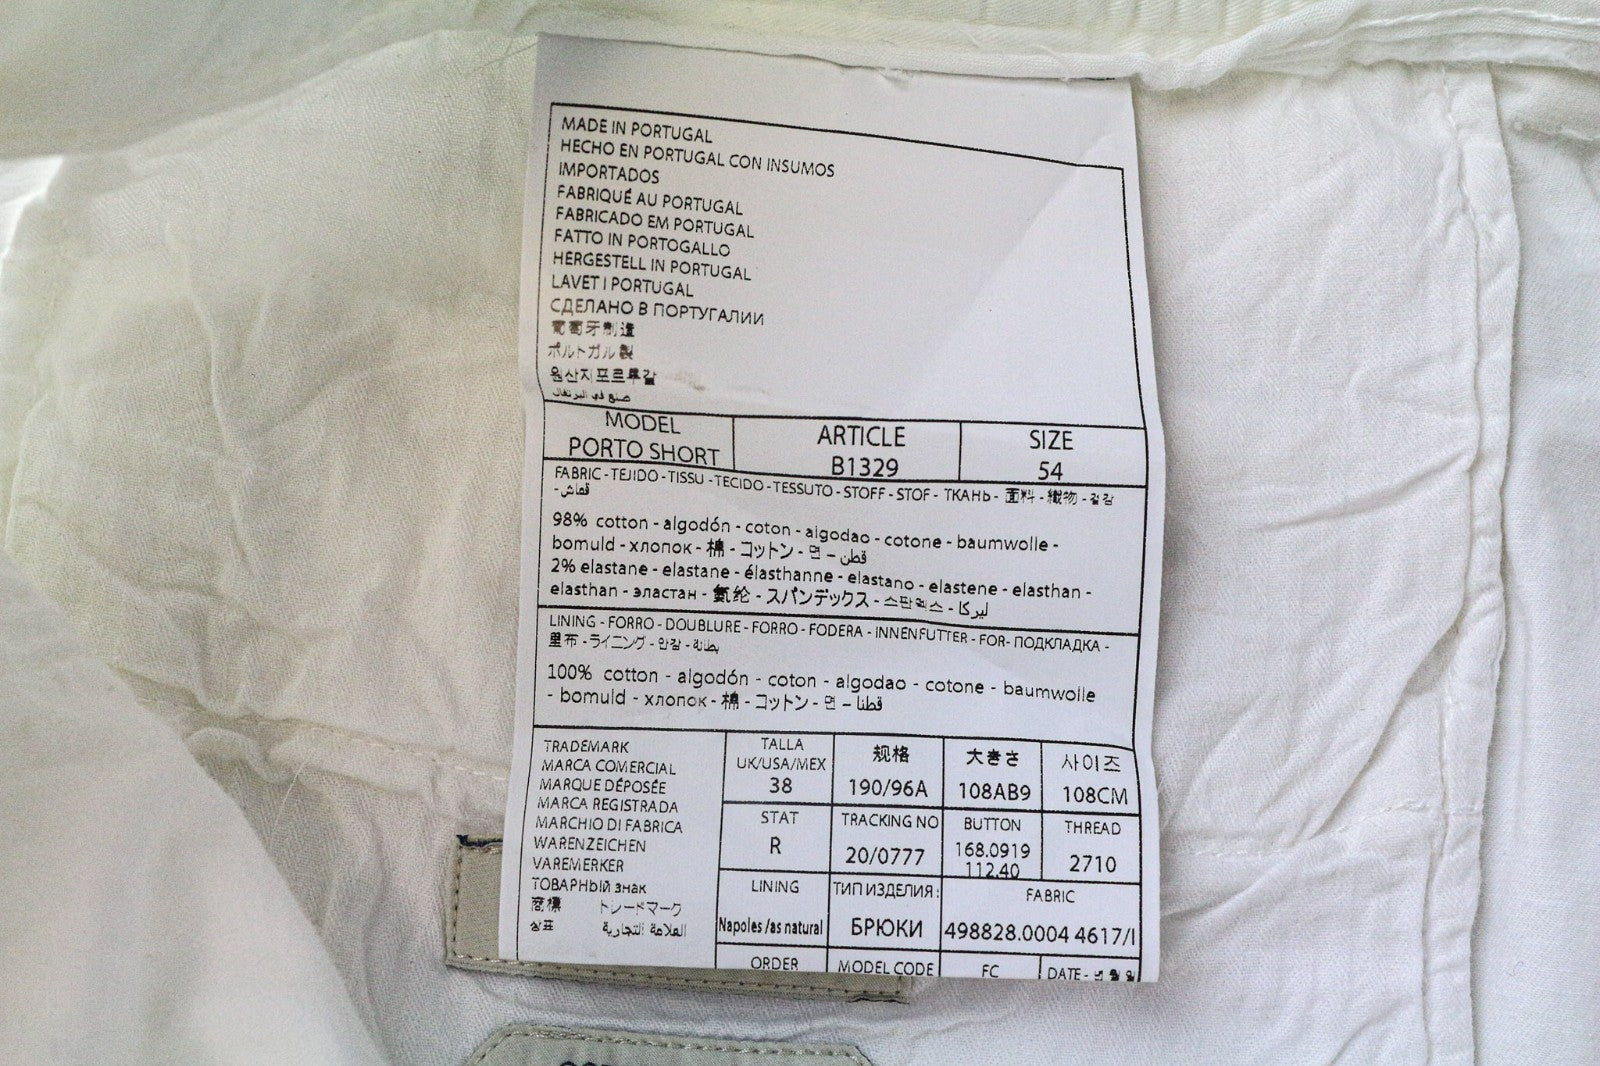 MADE IN PORTUGAL
HECHO EN PORTUGAL CON INSUMOS
IMPORTADOS
FABRIQUÉ AU PORTUGAL
FABRICADO EM PORTUGAL
FATTO IN PORTOGALLO
HERGESTELL IN PORTUGAL
LAVET I PORTUGAL
СДЕЛАНО В ПОРТУГАЛИИ
葡萄牙制造
ポルトガル製
원산지포르투갈
صنع في البرتغال
MODEL
PORTO SHORT
ARTICLE
B1329
SIZE
54
FABRIC - TEJIDO - TISSU - TECIDO - TESSUTO - STOFF - STOF - ТКАНЬ - 面料 - 織物 - 겉감
- قماش
98% cotton - algodón - coton - algodao - cotone - baumwolle -
bomuld - хлопок - 棉 - コットン - 면 – قطن
2% elastane - elastane - élasthanne - elastano - elastene - elasthan -
elasthan - эластан - 氨纶 - スパンデックス - 스판덱스 - ليركا
LINING - FORRO - DOUBLURE - FORRO - FODERA - INNENFUTTER - FOR- ПОДКЛАДКА -
里布 - ライニング - 안감 - بطانة
100% cotton - algodón - coton - algodao - cotone - baumwolle
- bomuld - хлопок - 棉 - コットン - 면 – قطنا
TRADEMARK
MARCA COMERCIAL
MARQUE DÉPOSÉE
MARCA REGISTRADA
MARCHIO DI FABRICA
WARENZEICHEN
VAREMERKER
ТОВАРНЫЙ знак
商標 トレードマーク
상표 العلامة التجارية
TALLA
UK/USA/MEX
38
规格
190/96A
大きさ
108AB9
사이즈
108CM
STAT
R
TRACKING NO
20/0777
BUTTON
168.0919
112.40
THREAD
2710
LINING
Napoles /as natural
ТИП ИЗДЕЛИЯ:
БРЮКИ
FABRIC
498828.0004 4617/I
ORDER
MODEL CODE
FC
DATE - 년 월 일